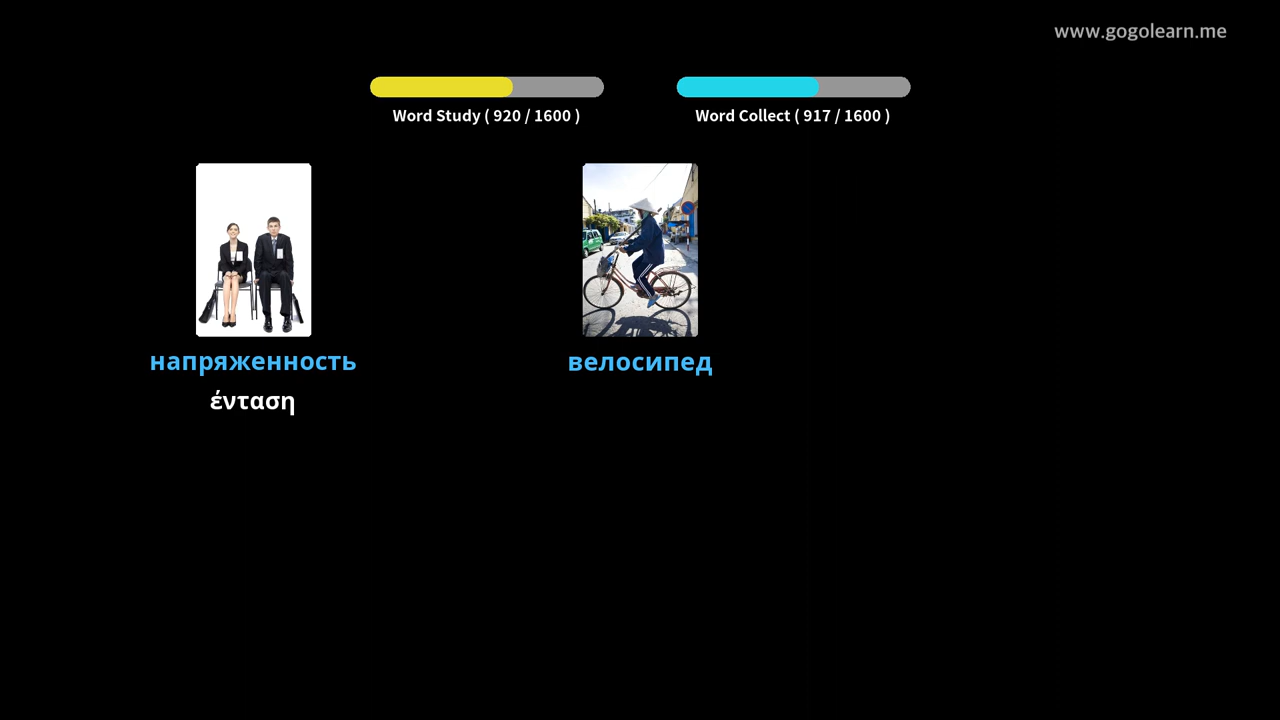 www.gogolearn.me
Word Study ( 920 / 1600 )
Word Collect ( 917 / 1600 )
напряженность
ένταση
велосипед